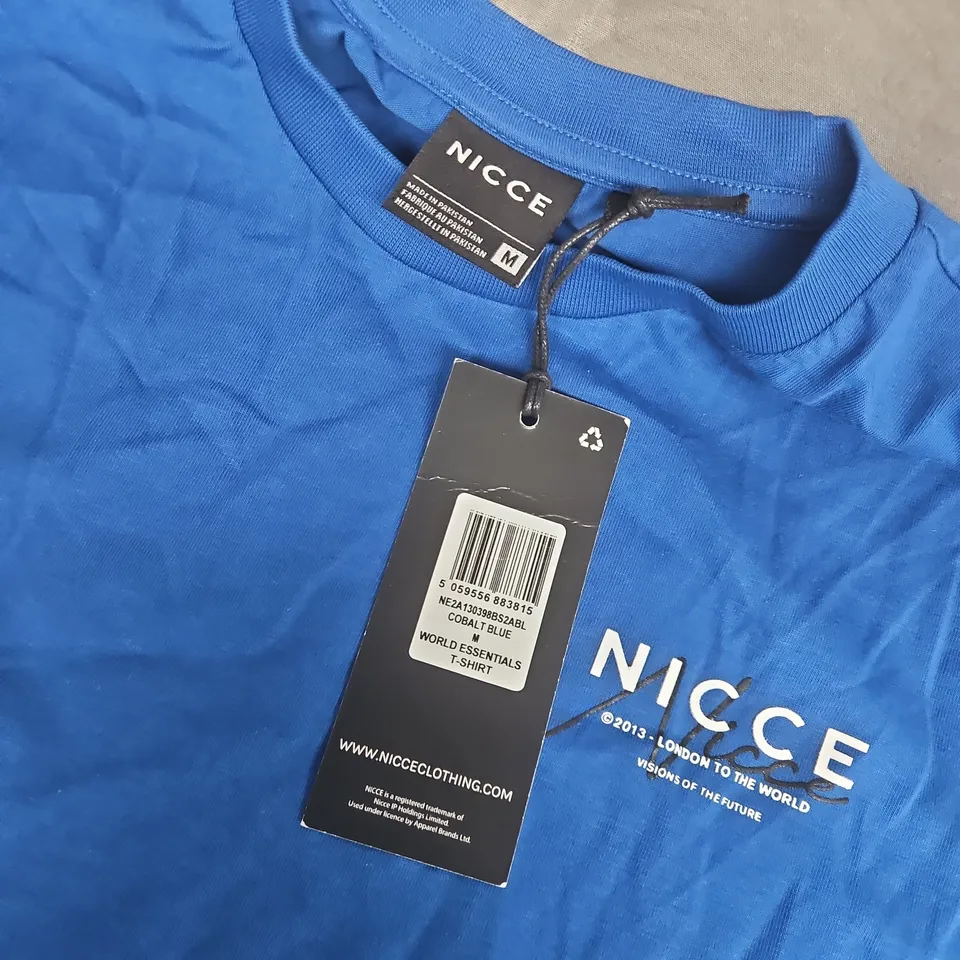 NICCE
MADE IN PAKISTAN
FABRIQUE AU PAKISTAN
HERGESTELLT IN PAKISTAN
M
5 059556 883815
NE2A130398BS2ABL
COBALT BLUE
M
WORLD ESSENTIALS
T-SHIRT
WWW.NICCECLOTHING.COM
NICCE is a registered trademark of
Nicce IP Holdings Limited.
Used under licence by Apparel Brands Ltd.
NICCE
Nicce
©2013 - LONDON TO THE WORLD
VISIONS OF THE FUTURE